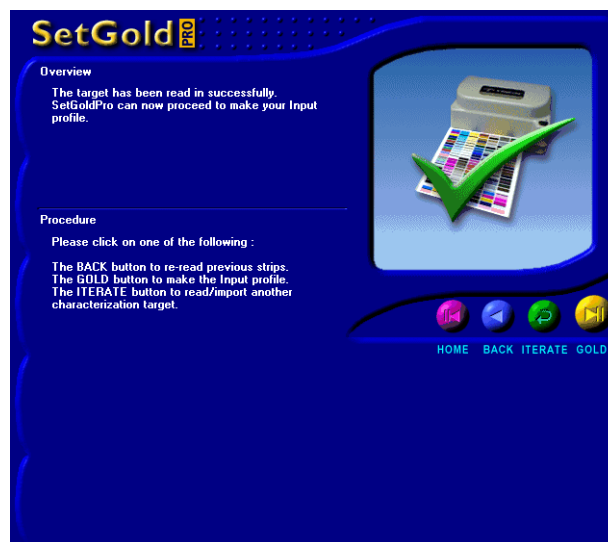 SetGold PRO
Overview
The target has been read in successfully.
SetGoldPro can now proceed to make your Input
profile.
Procedure
Please click on one of the following :
The BACK button to re-read previous strips.
The GOLD button to make the Input profile.
The ITERATE button to read/import another
characterization target.
HOME BACK ITERATE GOLD